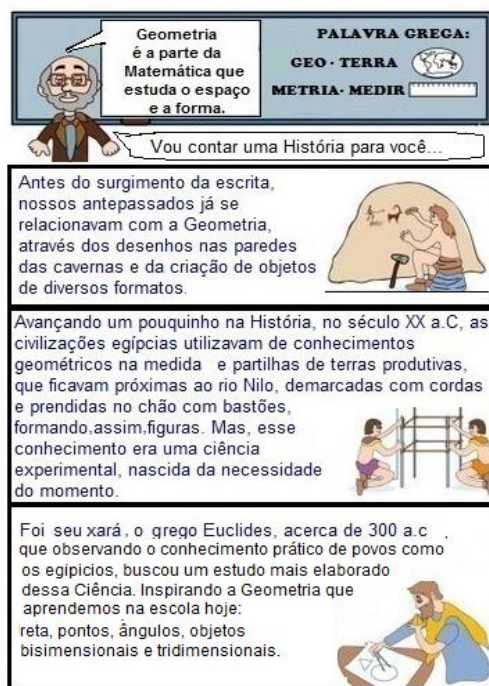 Geometria
é a parte da
Matemática que
estuda o espaço
e a forma.
PALAVRA GREGA:
GEO · TERRA
METRIA· MEDIR
Vou contar uma História para você...
Antes do surgimento da escrita,
nossos antepassados já se
relacionavam com a Geometria,
através dos desenhos nas paredes
das cavernas e da criação de objetos
de diversos formatos.
Avançando um pouquinho na História, no século XX a.C, as
civilizações egípcias utilizavam de conhecimentos
geométricos na medida e partilhas de terras produtivas,
que ficavam próximas ao rio Nilo, demarcadas com cordas
e prendidas no chão com bastões,
formando,assim,figuras. Mas, esse
conhecimento era uma ciência
experimental, nascida da necessidade
do momento.
Foi seu xará, o grego Euclides, acerca de 300 a.c ,
que observando o conhecimento prático de povos como
os egipicios, buscou um estudo mais elaborado
dessa Ciência. Inspirando a Geometria que
aprendemos na escola hoje:
reta, pontos, ângulos, objetos
bisimensionais e tridimensionais.